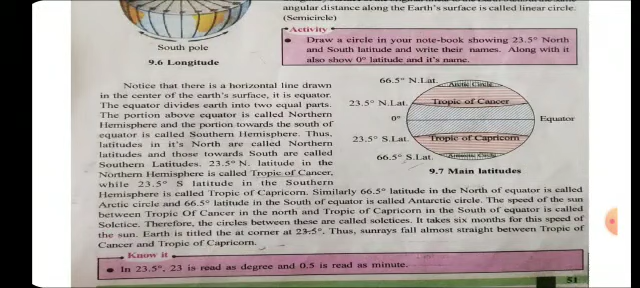 angular distance along the Earth's surface is called linear circle.
(Semicircle)
South pole
9.6 Longitude
Activity
• Draw a circle in your note-book showing 23.5° North
and South latitude and write their names. Along with it
also show 0° latitude and it's name.
Notice that there is a horizontal line drawn
in the center of the earth's surface, it is equator.
The equator divides earth into two equal parts.
The portion above equator is called Northern
Hemisphere and the portion towards the south of
equator is called Southern Hemisphere. Thus,
latitudes in it's North are called Northern
latitudes and those towards South are called
Southern Latitudes. 23.5° N. latitude in the
Northern Hemisphere is called Tropic of Cancer,
while 23.5° S latitude in the Southern
66.5° N.Lat.
Arctic Circle
23.5° N.Lat.
Tropic of Cancer
0°
Equator
23.5° S.Lat.
Tropic of Capricorn
66.5° S.Lat.
Antarctic Circle
9.7 Main latitudes
Hemisphere is called Tropic of Capricorn. Similarly 66.5° latitude in the North of equator is called
Arctic circle and 66.5° latitude in the South of equator is called Antarctic circle. The speed of the sun
between Tropic Of Cancer in the north and Tropic of Capricorn in the South of equator is called
Solctice. Therefore, the circles between these are called solctices. It takes six months for this speed of
the sun. Earth is titled the at corner at 23.5°. Thus, sunrays fall almost straight between Tropic of
Cancer and Tropic of Capricorn.
Know it
• In 23.5°, 23 is read as degree and 0.5 is read as minute.
51